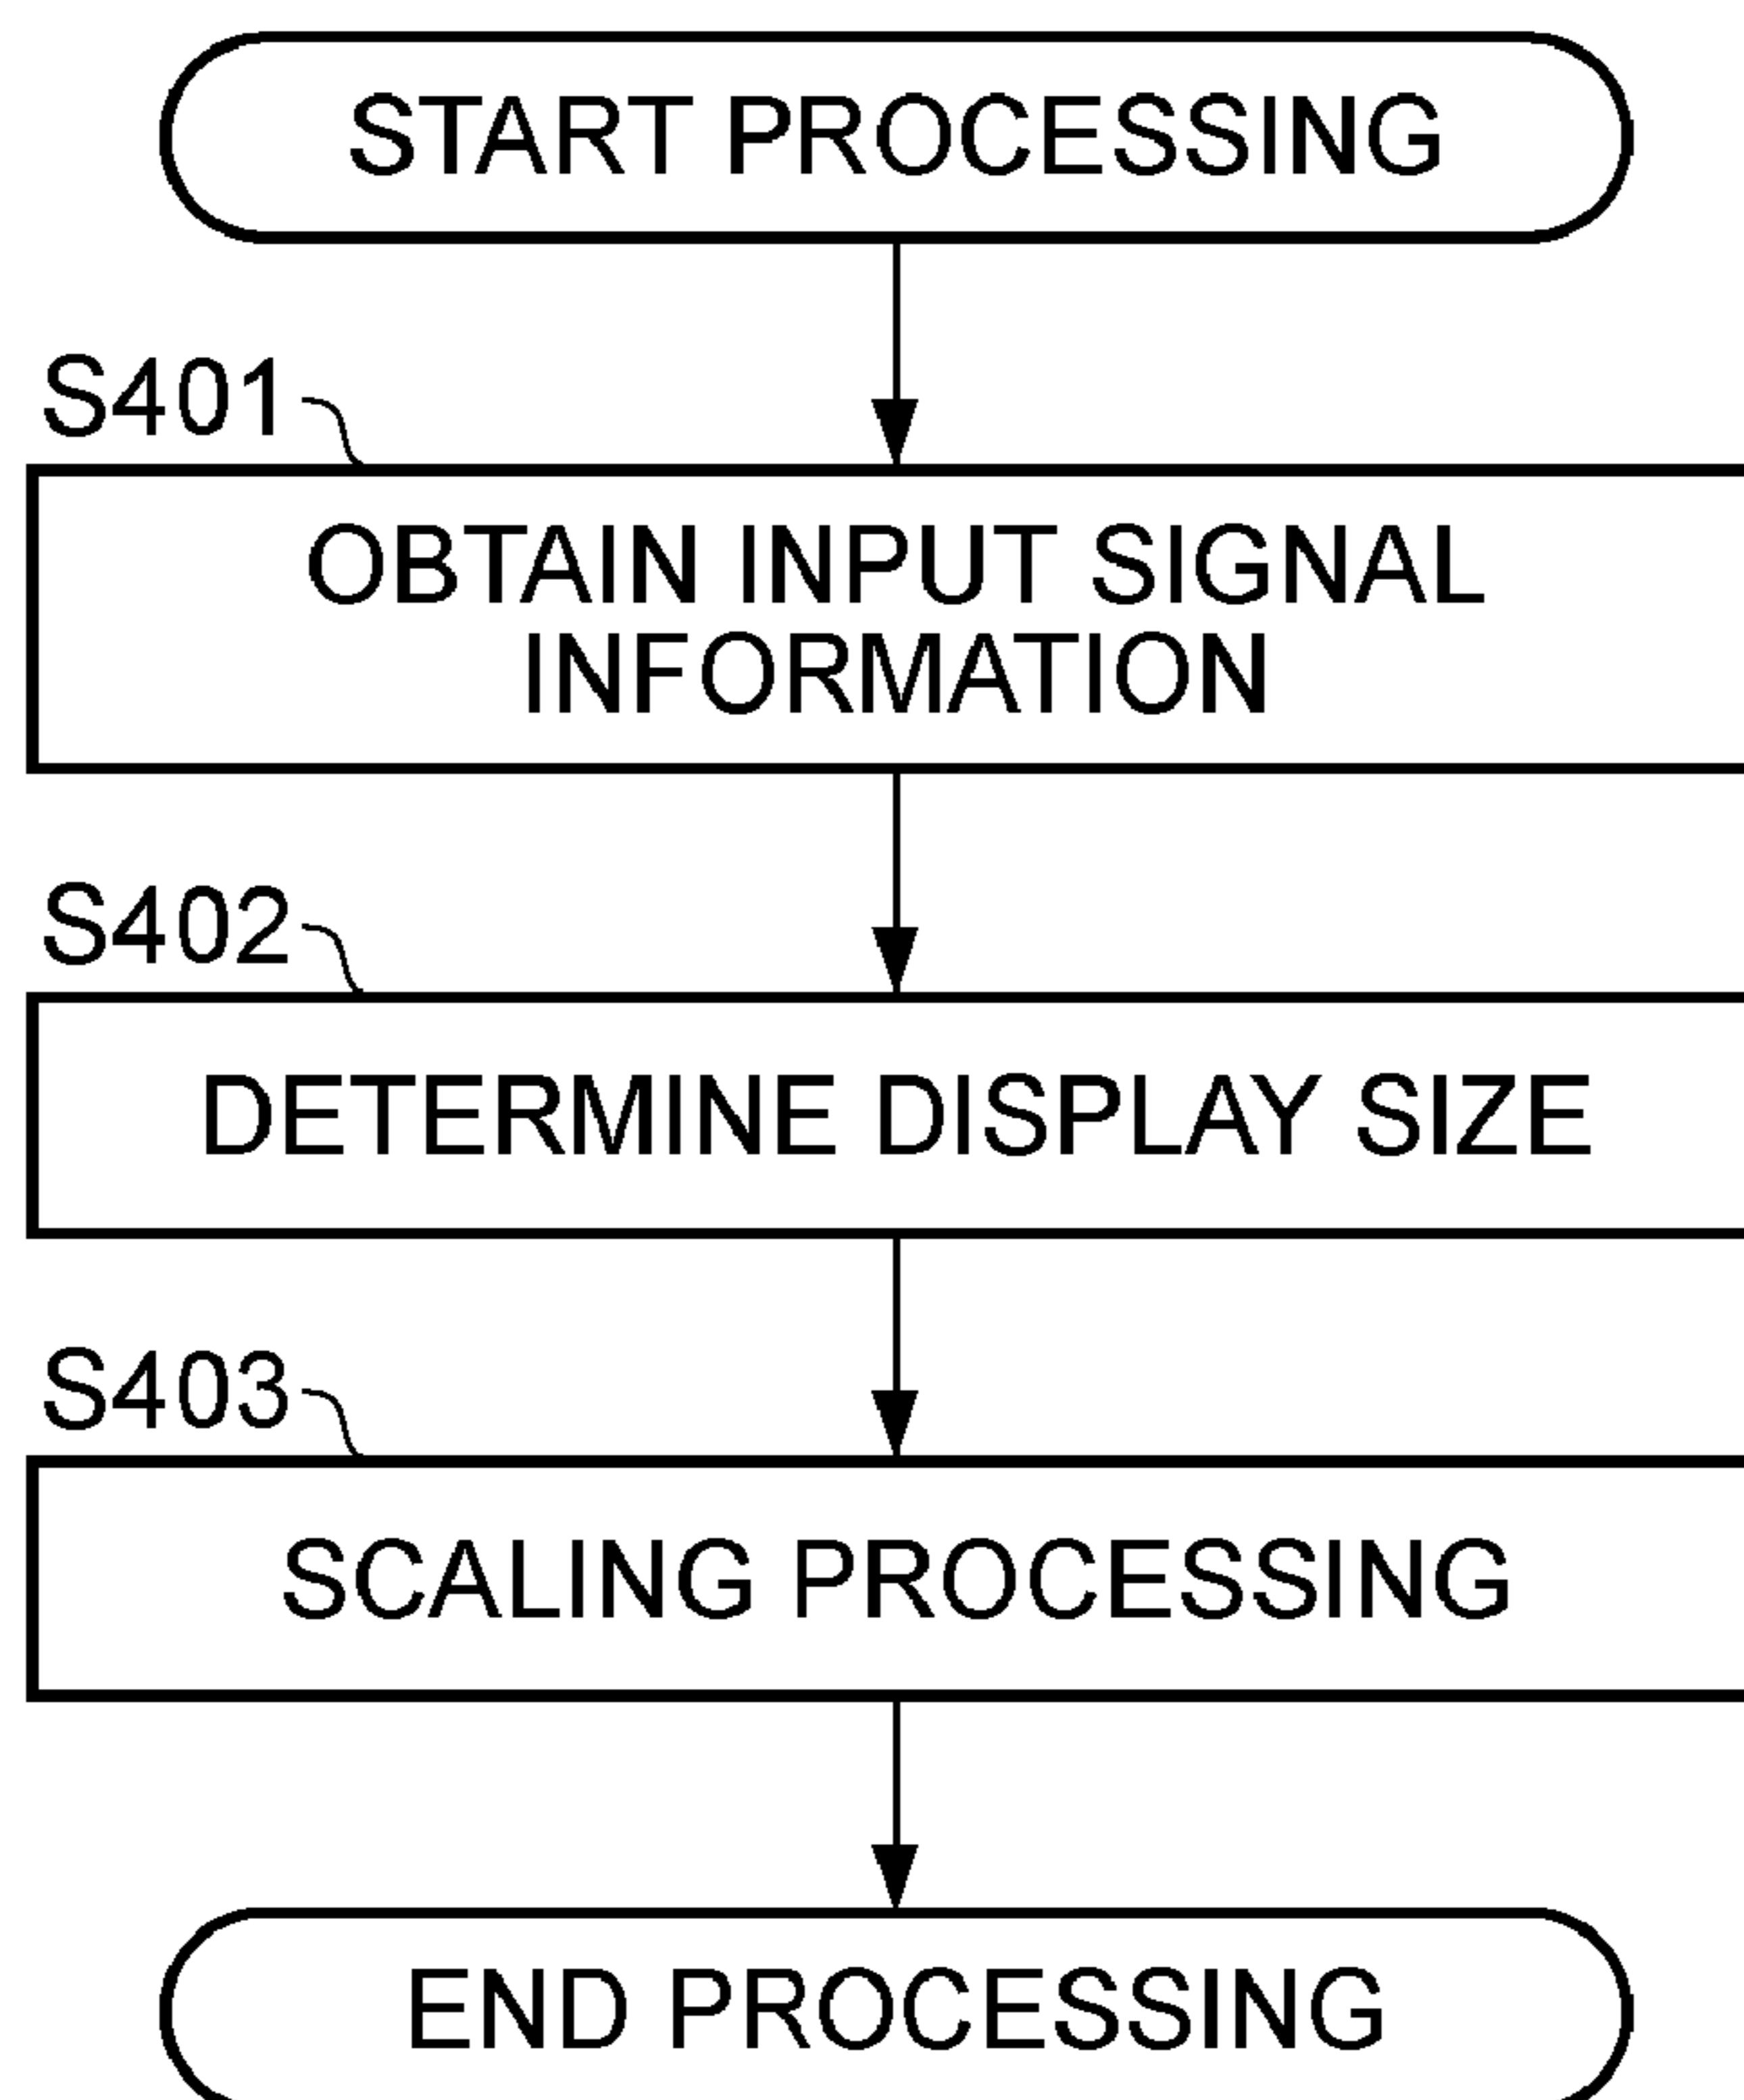 START PROCESSING
S401
OBTAIN INPUT SIGNAL
INFORMATION
S402
DETERMINE DISPLAY SIZE
S403
SCALING PROCESSING
END PROCESSING